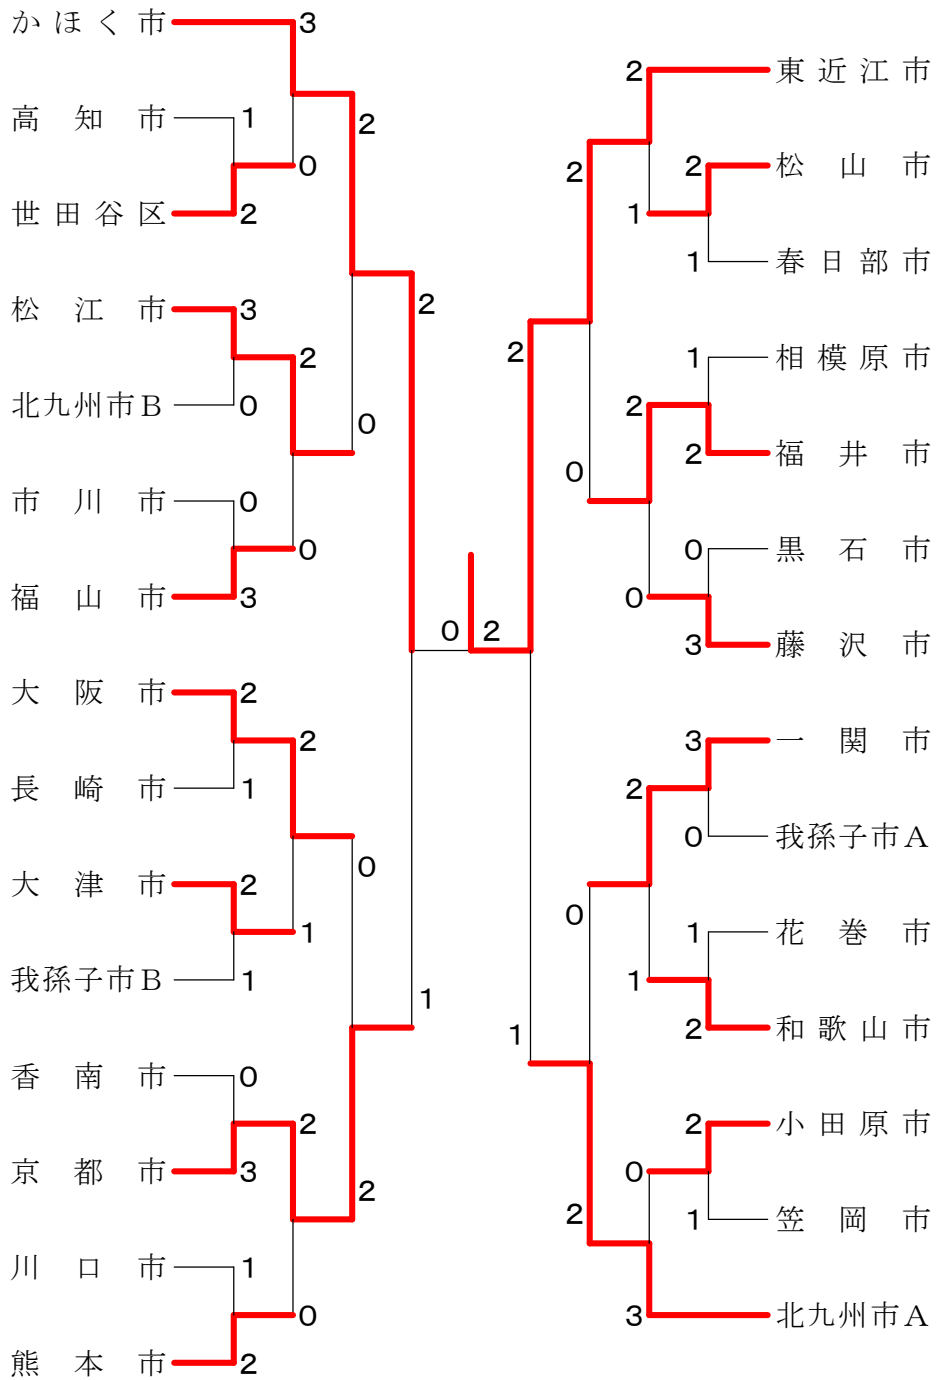 かほく市 3
2
高知市 1
0
世田谷区 2
2
松江市 3
2
北九州市B 0
0
市川市 0
0
福山市 3
大阪市 2
2
長崎市 1
0
大津市 2
1
我孫子市B 1
1
香南市 0
2
京都市 3
2
川口市 1
0
熊本市 2
0 2
2 東近江市
2
2 松山市
1
1 春日部市
2
1 相模原市
2
2 福井市
0
0 黒石市
0
3 藤沢市
3 一関市
2
0 我孫子市A
0
1 花巻市
1
2 和歌山市
1
2 小田原市
0
1 笠岡市
2
3 北九州市A